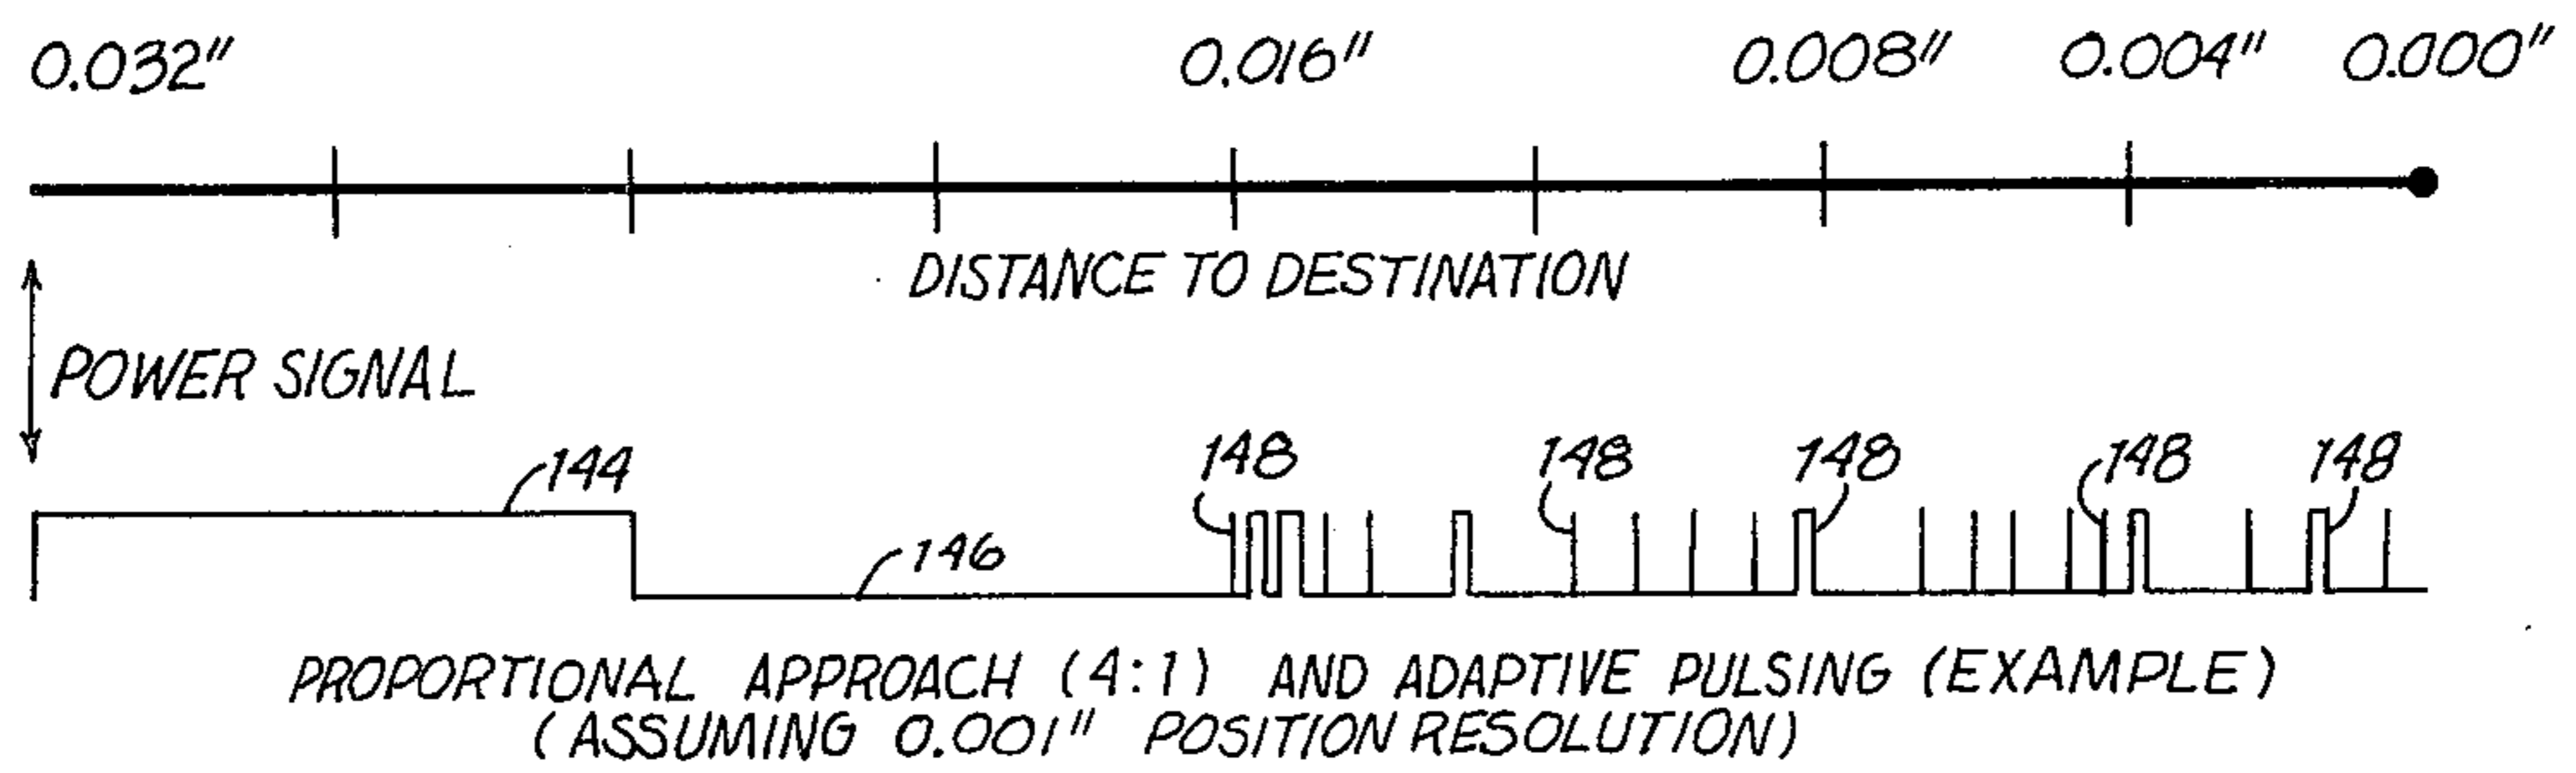 0.032" 0.016" 0.008" 0.004" 0.000"
DISTANCE TO DESTINATION
POWER SIGNAL
144 148 148 148 148 148
146
PROPORTIONAL APPROACH (4:1) AND ADAPTIVE PULSING (EXAMPLE)
(ASSUMING 0.001" POSITION RESOLUTION)